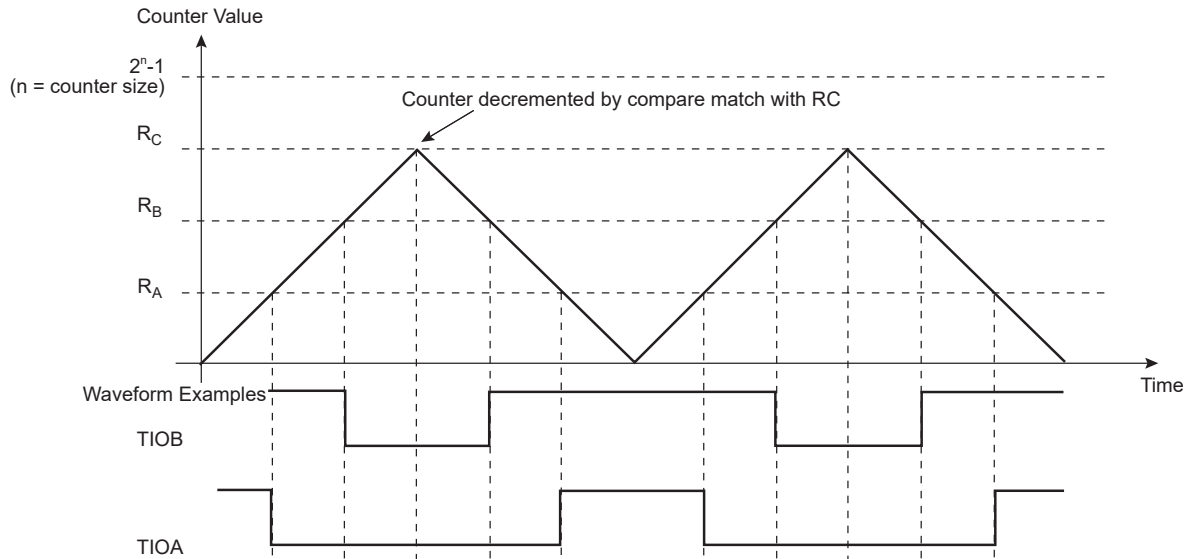 Counter Value
2ⁿ-1
(n = counter size)
Counter decremented by compare match with RC
R_C
R_B
R_A
Time
Waveform Examples
TIOB
TIOA